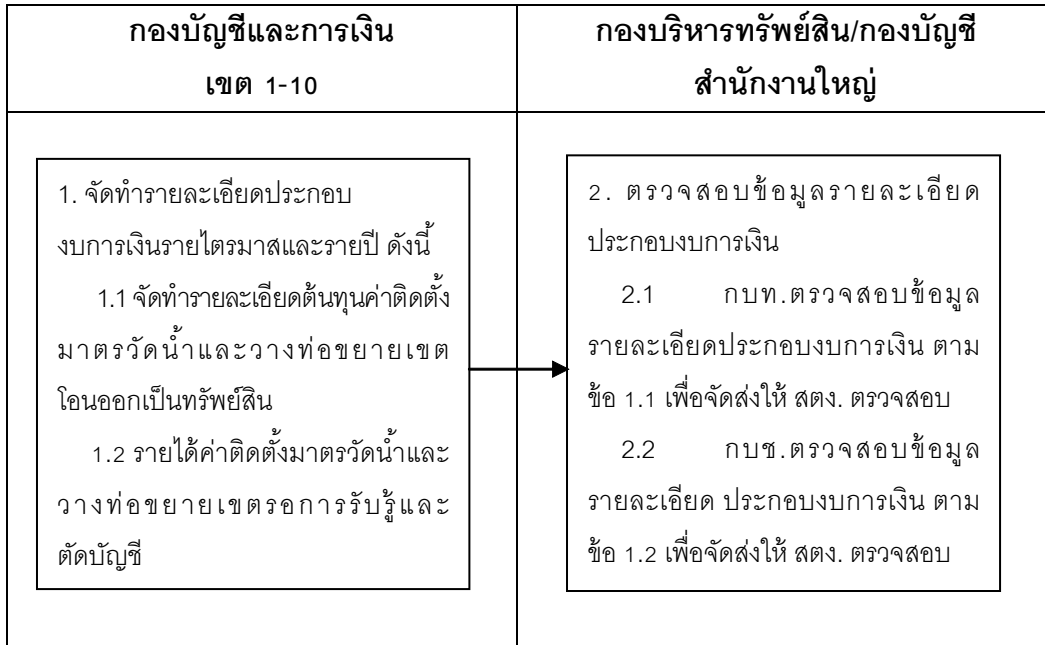 กองบัญชีและการเงิน
เขต 1-10
กองบริหารทรัพย์สิน/กองบัญชี
สำนักงานใหญ่
1. จัดทำรายละเอียดประกอบ
งบการเงินรายไตรมาสและรายปี ดังนี้
1.1 จัดทำรายละเอียดต้นทุนค่าติดตั้ง
มาตรวัดน้ำและวางท่อขยายเขต
โอนออกเป็นทรัพย์สิน
1.2 รายได้ค่าติดตั้งมาตรวัดน้ำและ
วางท่อขยายเขตรอการรับรู้และ
ตัดบัญชี
2. ตรวจสอบข้อมูลรายละเอียด
ประกอบงบการเงิน
2.1 กบท.ตรวจสอบข้อมูล
รายละเอียดประกอบงบการเงิน ตาม
ข้อ 1.1 เพื่อจัดส่งให้ สตง. ตรวจสอบ
2.2 กบช.ตรวจสอบข้อมูล
รายละเอียด ประกอบงบการเงิน ตาม
ข้อ 1.2 เพื่อจัดส่งให้ สตง. ตรวจสอบ